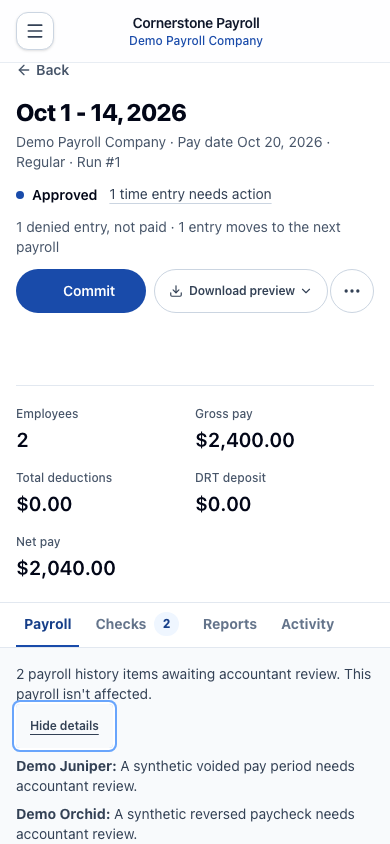 Cornerstone Payroll
Demo Payroll Company
Back
Oct 1 - 14, 2026
Demo Payroll Company · Pay date Oct 20, 2026 ·
Regular · Run #1
Approved 1 time entry needs action
1 denied entry, not paid · 1 entry moves to the next
payroll
Commit Download preview
Employees Gross pay
2 $2,400.00
Total deductions DRT deposit
$0.00 $0.00
Net pay
$2,040.00
Payroll Checks 2 Reports Activity
2 payroll history items awaiting accountant review. This
payroll isn't affected.
Hide details
Demo Juniper: A synthetic voided pay period needs
accountant review.
Demo Orchid: A synthetic reversed paycheck needs
accountant review.